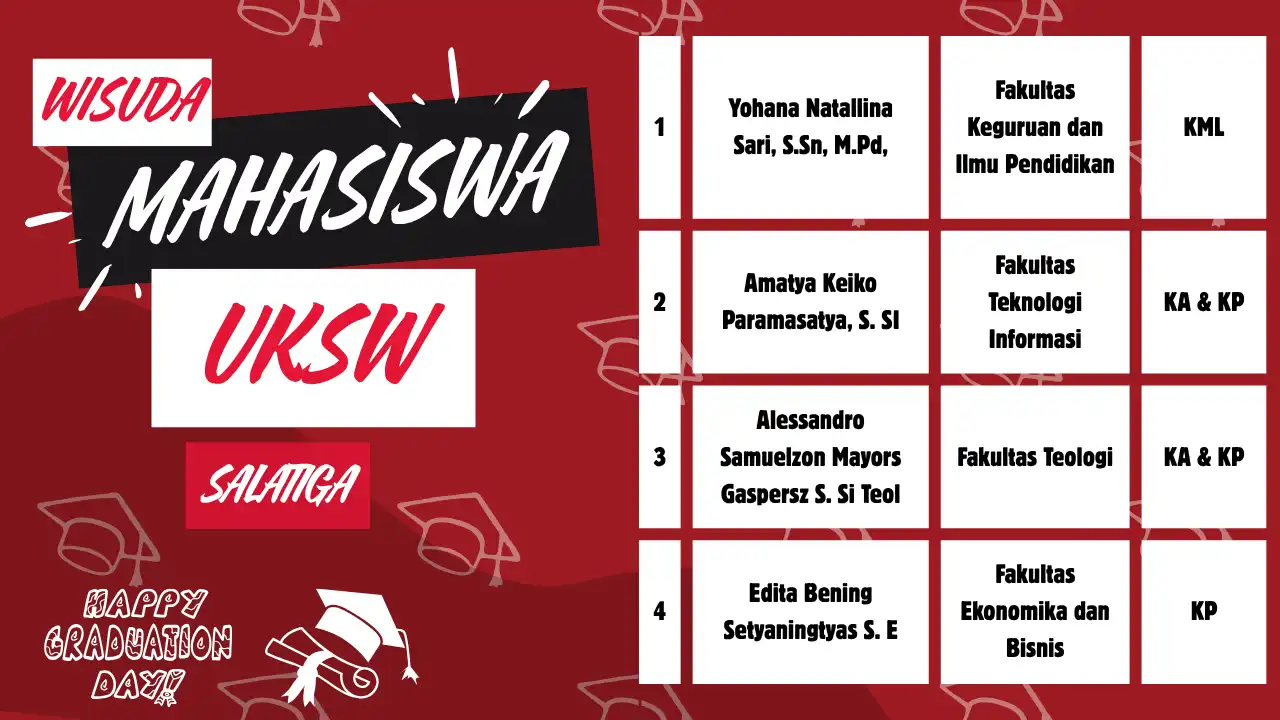 WISUDA
MAHASISWA
UKSW
SALATIGA
HAPPY
GRADUATION
DAY!
1
Yohana Natallina
Sari, S.Sn, M.Pd,
Fakultas
Keguruan dan
Ilmu Pendidikan
KML
2
Amatya Keiko
Paramasatya, S. SI
Fakultas
Teknologi
Informasi
KA & KP
3
Alessandro
Samuelzon Mayors
Gaspersz S. Si Teol
Fakultas Teologi
KA & KP
4
Edita Bening
Setyaningtyas S. E
Fakultas
Ekonomika dan
Bisnis
KP